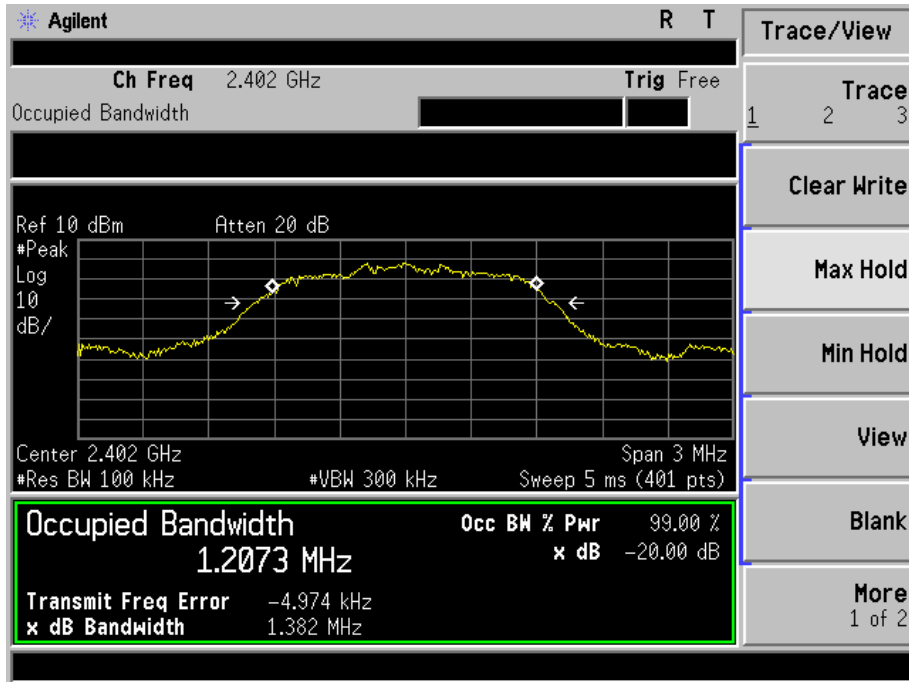 Agilent R T
Ch Freq 2.402 GHz Trig Free
Occupied Bandwidth
Ref 10 dBm Atten 20 dB
#Peak
Log
10
dB/
Center 2.402 GHz Span 3 MHz
#Res BW 100 kHz #VBW 300 kHz Sweep 5 ms (401 pts)
Occupied Bandwidth Occ BW % Pwr 99.00 %
1.2073 MHz x dB -20.00 dB
Transmit Freq Error -4.974 kHz
x dB Bandwidth 1.382 MHz
Trace/View
Trace
1 2 3
Clear Write
Max Hold
Min Hold
View
Blank
More
1 of 2